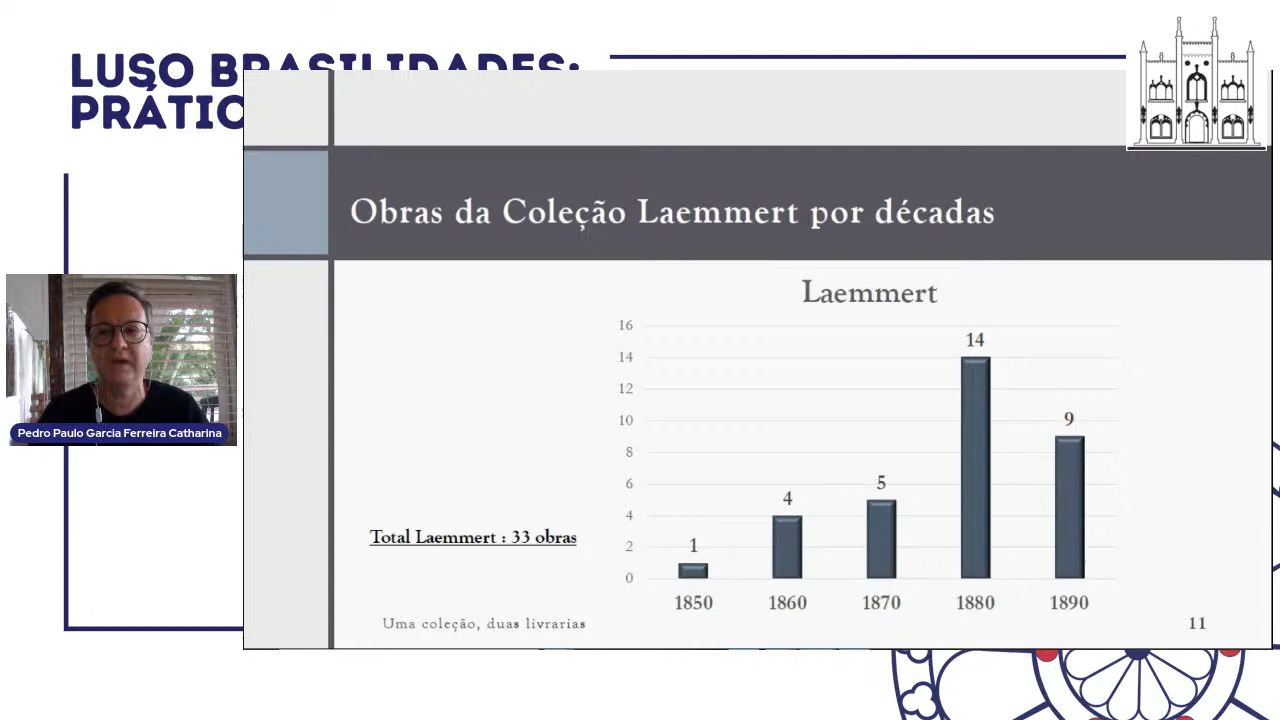 LUSO BRASILIDADES:
PRÁTIC
Obras da Coleção Laemmert por décadas
Laemmert
16
14
12
10
8
6
4
2
0
1
4
5
14
9
1850
1860
1870
1880
1890
Total Laemmert : 33 obras
Uma coleção, duas livrarias
11
Pedro Paulo Garcia Ferreira Catharina